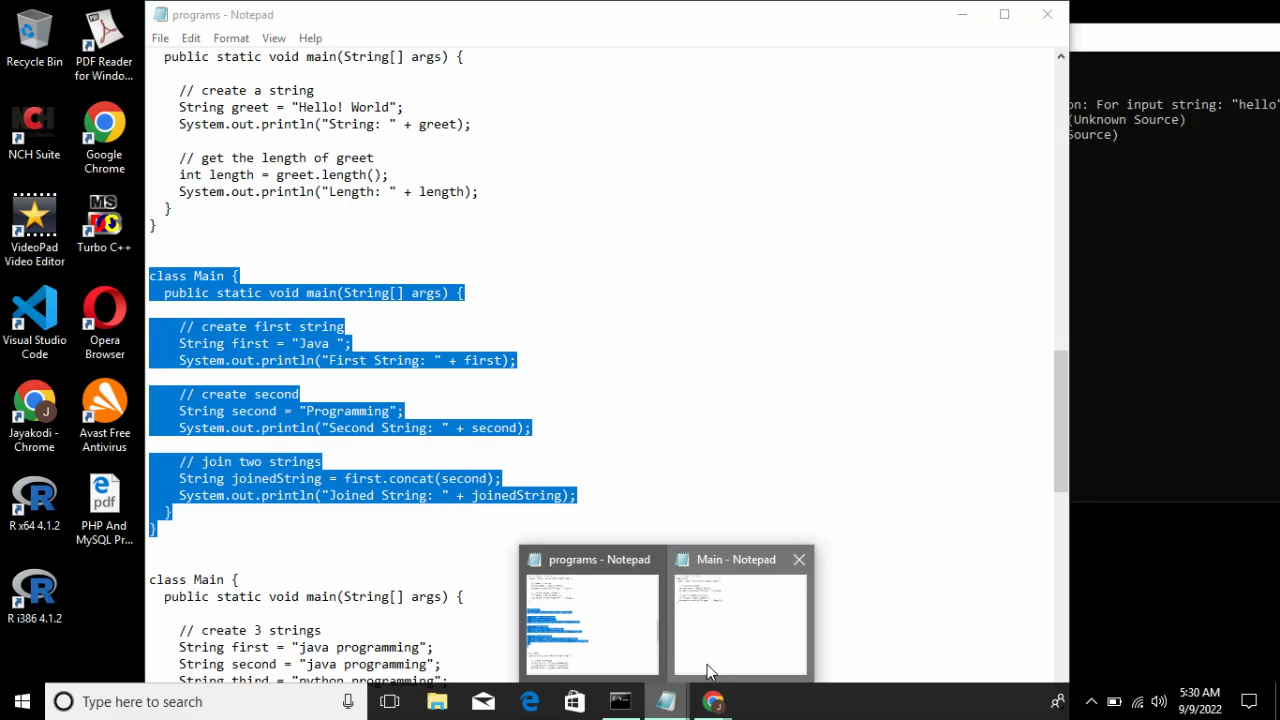 Recycle Bin
PDF Reader
for Windo...
NCH Suite
Google
Chrome
VideoPad
Video Editor
Turbo C++
Visual Studio
Code
Opera
Browser
Jayakodi -
Chrome
Avast Free
Antivirus
R x64 4.1.2
PHP And
MySQL Pr...
R i386 4.1.2
programs - Notepad
File Edit Format View Help
public static void main(String[] args) {
// create a string
String greet = "Hello! World";
System.out.println("String: " + greet);
// get the length of greet
int length = greet.length();
System.out.println("Length: " + length);
}
}
class Main {
public static void main(String[] args) {
// create first string
String first = "Java ";
System.out.println("First String: " + first);
// create second
String second = "Programming";
System.out.println("Second String: " + second);
// join two strings
String joinedString = first.concat(second);
System.out.println("Joined String: " + joinedString);
}
}
class Main {
public static void main(String[] args) {
// create 3 strings
String first = "java programming";
String second = "java programming";
String third = "python programming";
on: For input string: "hello"
(Unknown Source)
Source)
programs - Notepad
Main - Notepad
Type here to search
5:30 AM
9/9/2022